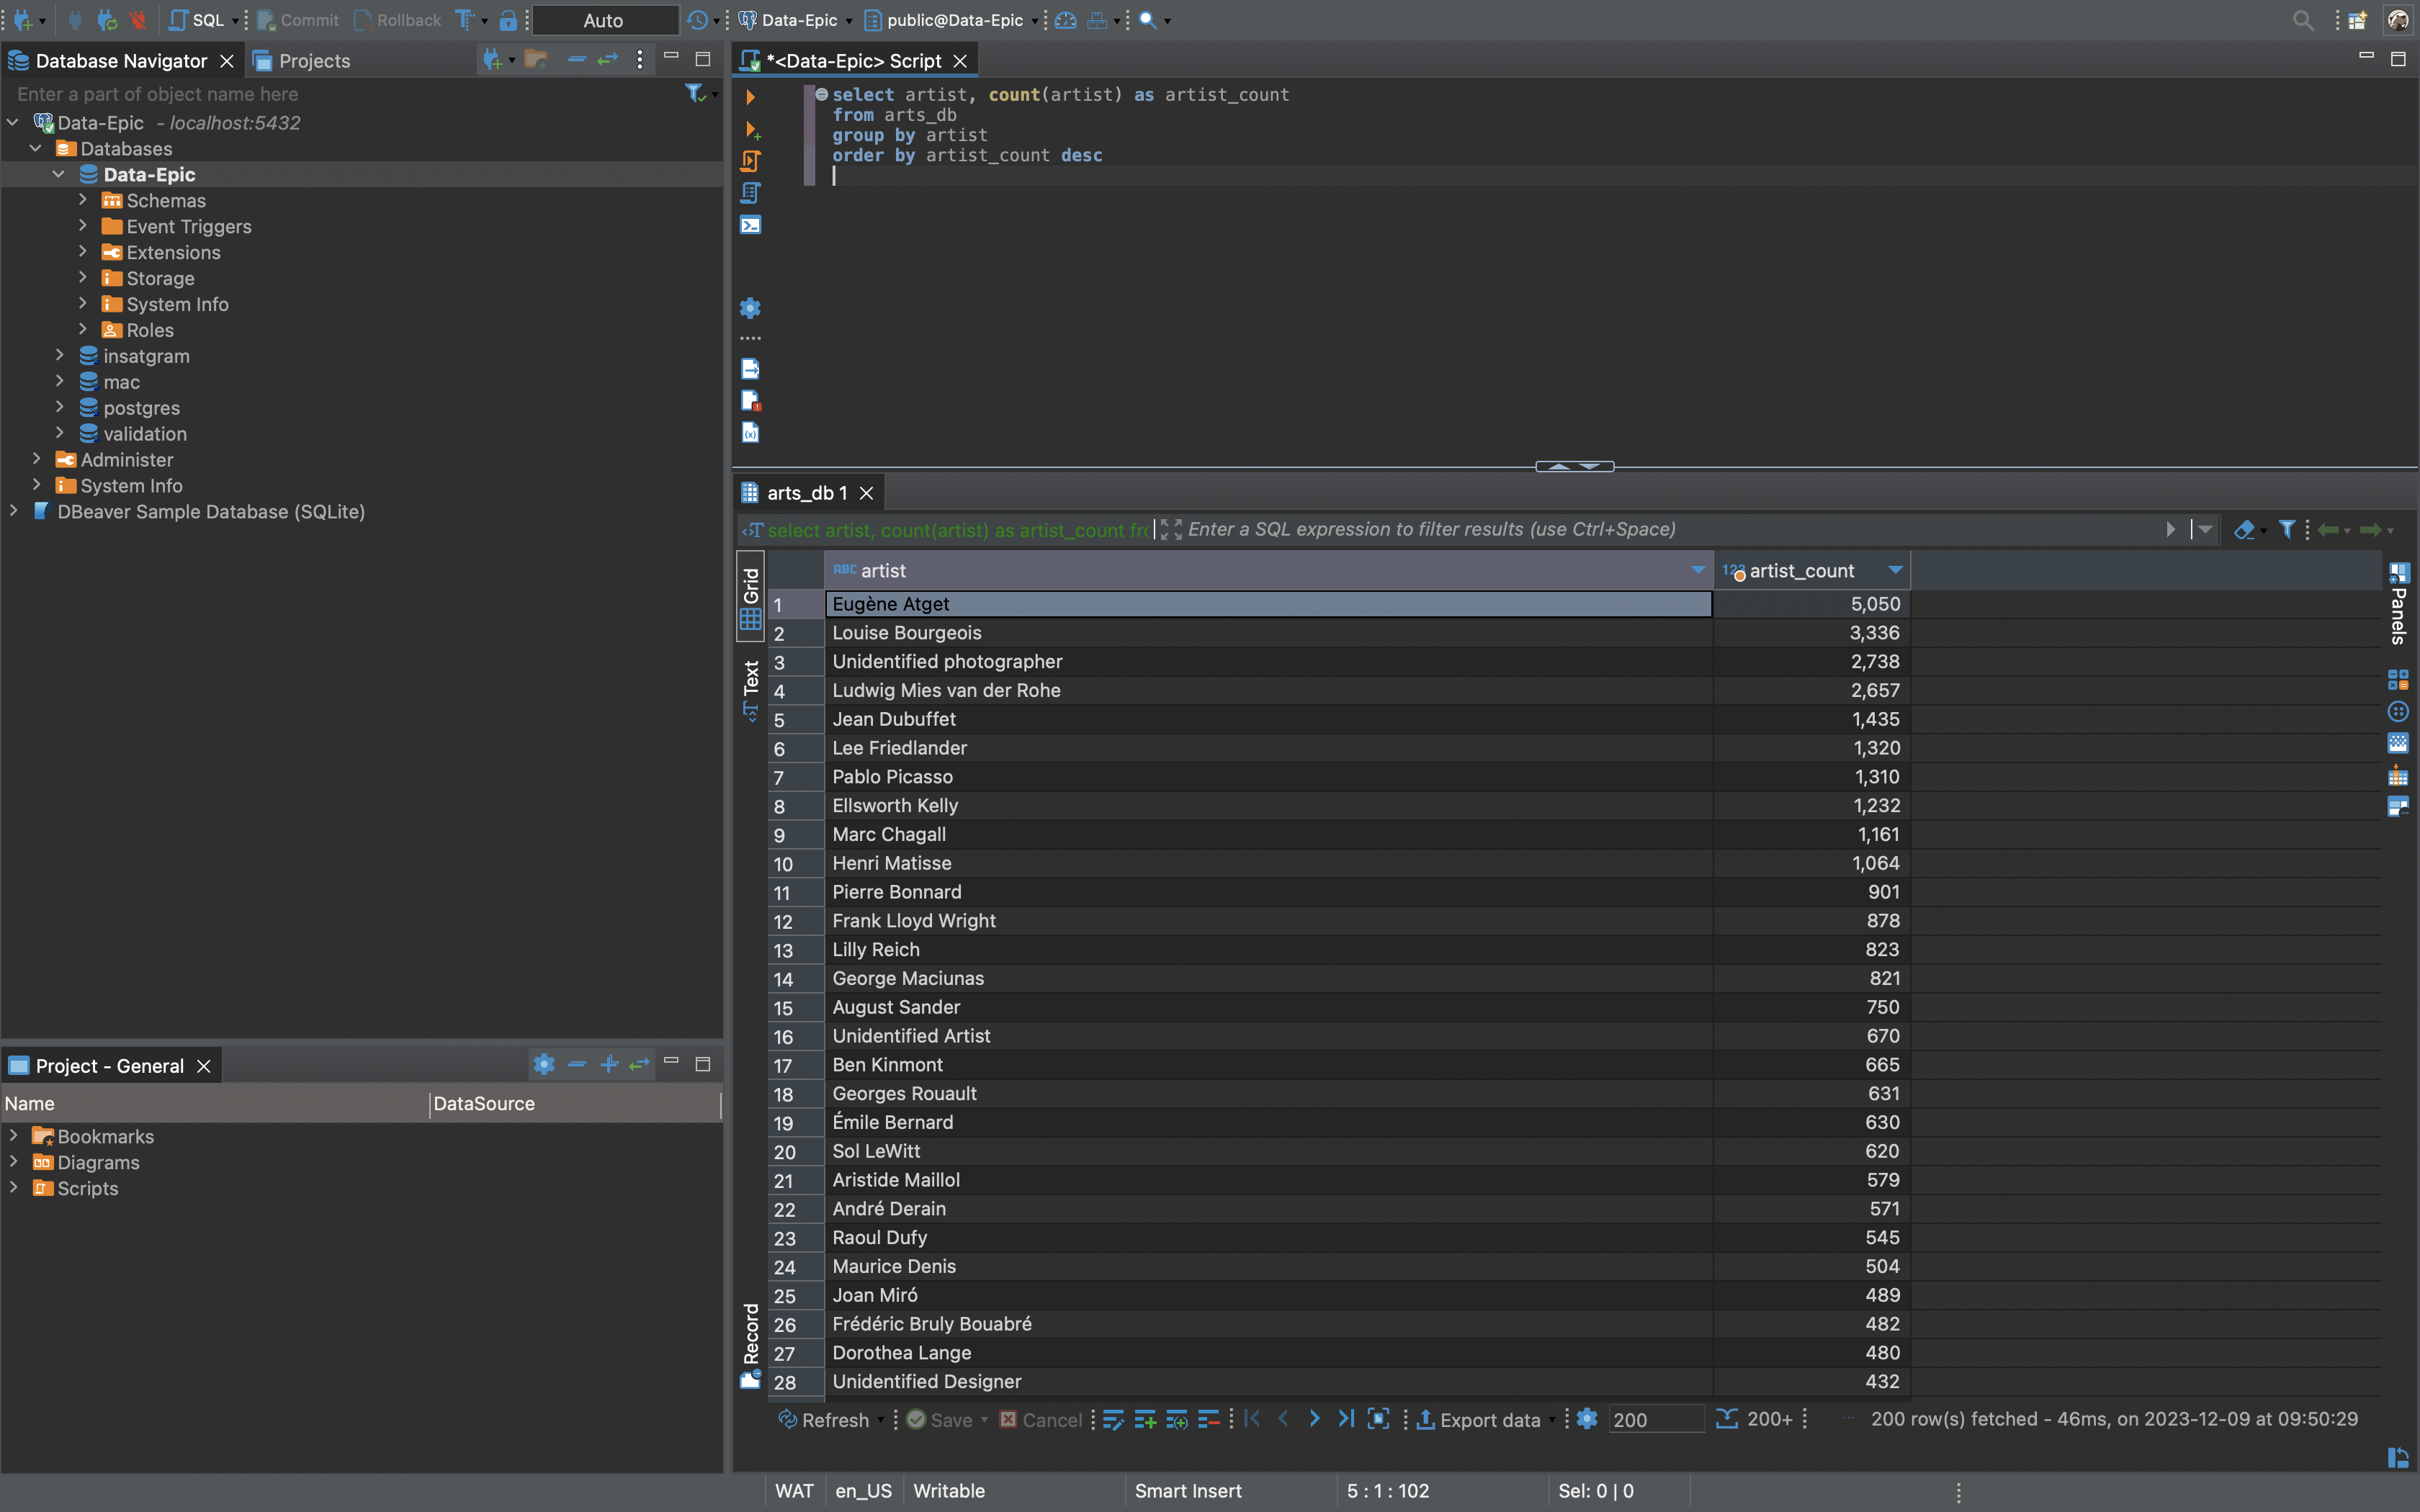 SQL Commit Rollback Auto Data-Epic public@Data-Epic
Database Navigator Projects
Enter a part of object name here
Data-Epic - localhost:5432
Databases
Data-Epic
Schemas
Event Triggers
Extensions
Storage
System Info
Roles
insatgram
mac
postgres
validation
Administer
System Info
DBeaver Sample Database (SQLite)
Project - General
Name DataSource
Bookmarks
Diagrams
Scripts
*<Data-Epic> Script
select artist, count(artist) as artist_count
from arts_db
group by artist
order by artist_count desc
arts_db 1
select artist, count(artist) as artist_count fr Enter a SQL expression to filter results (use Ctrl+Space)
Grid
Text
Record
Panels
ABC artist 123 artist_count
1 Eugène Atget 5,050
2 Louise Bourgeois 3,336
3 Unidentified photographer 2,738
4 Ludwig Mies van der Rohe 2,657
5 Jean Dubuffet 1,435
6 Lee Friedlander 1,320
7 Pablo Picasso 1,310
8 Ellsworth Kelly 1,232
9 Marc Chagall 1,161
10 Henri Matisse 1,064
11 Pierre Bonnard 901
12 Frank Lloyd Wright 878
13 Lilly Reich 823
14 George Maciunas 821
15 August Sander 750
16 Unidentified Artist 670
17 Ben Kinmont 665
18 Georges Rouault 631
19 Émile Bernard 630
20 Sol LeWitt 620
21 Aristide Maillol 579
22 André Derain 571
23 Raoul Dufy 545
24 Maurice Denis 504
25 Joan Miró 489
26 Frédéric Bruly Bouabré 482
27 Dorothea Lange 480
28 Unidentified Designer 432
Refresh Save Cancel Export data 200 200+ 200 row(s) fetched - 46ms, on 2023-12-09 at 09:50:29
WAT en_US Writable Smart Insert 5 : 1 : 102 Sel: 0 | 0